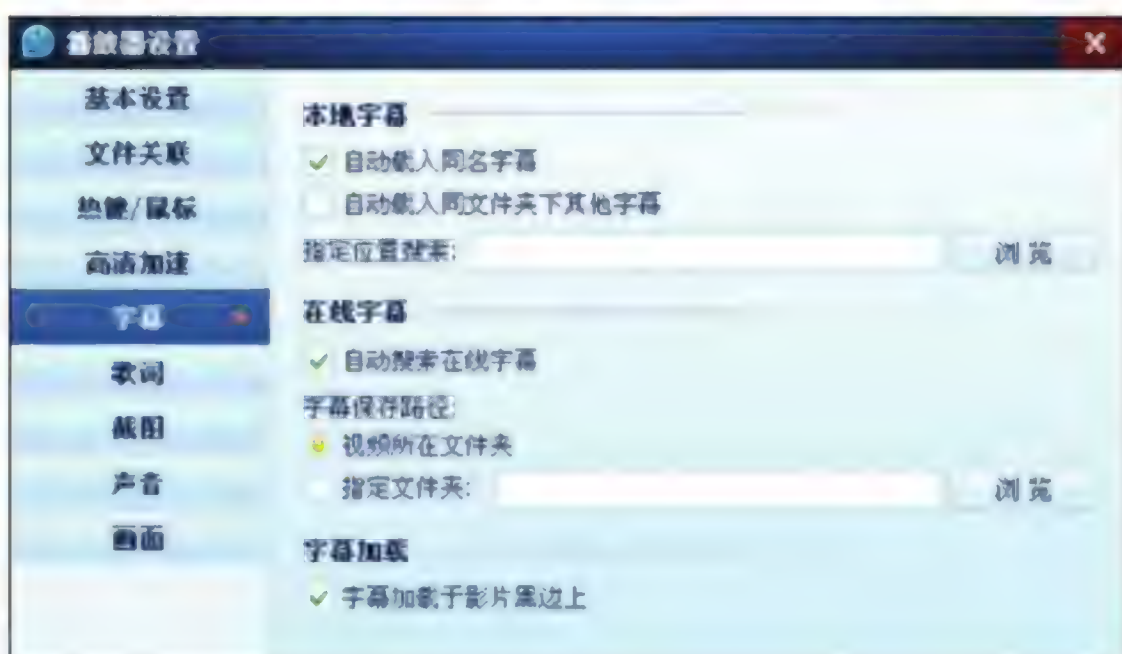 播放器设置
基本设置
文件关联
热键/鼠标
高清加速
字幕
歌词
截图
声音
画面
本地字幕
自动载入同名字幕
自动载入同文件夹下其他字幕
指定位置搜索:
浏览
在线字幕
自动搜索在线字幕
字幕保存路径:
视频所在文件夹
指定文件夹:
浏览
字幕加载
字幕加载于影片黑边上